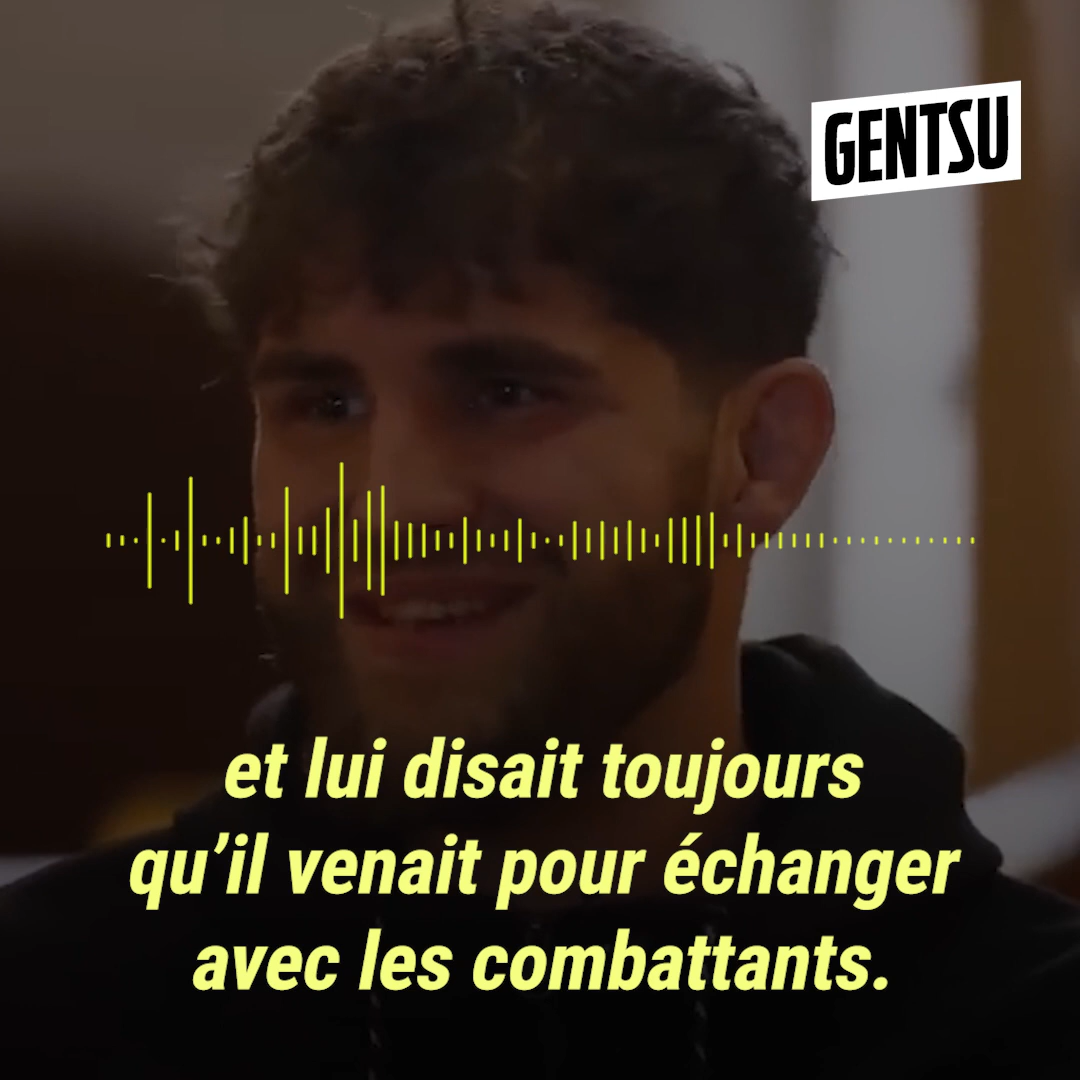 GENTSU
et lui disait toujours
qu’il venait pour échanger
avec les combattants.